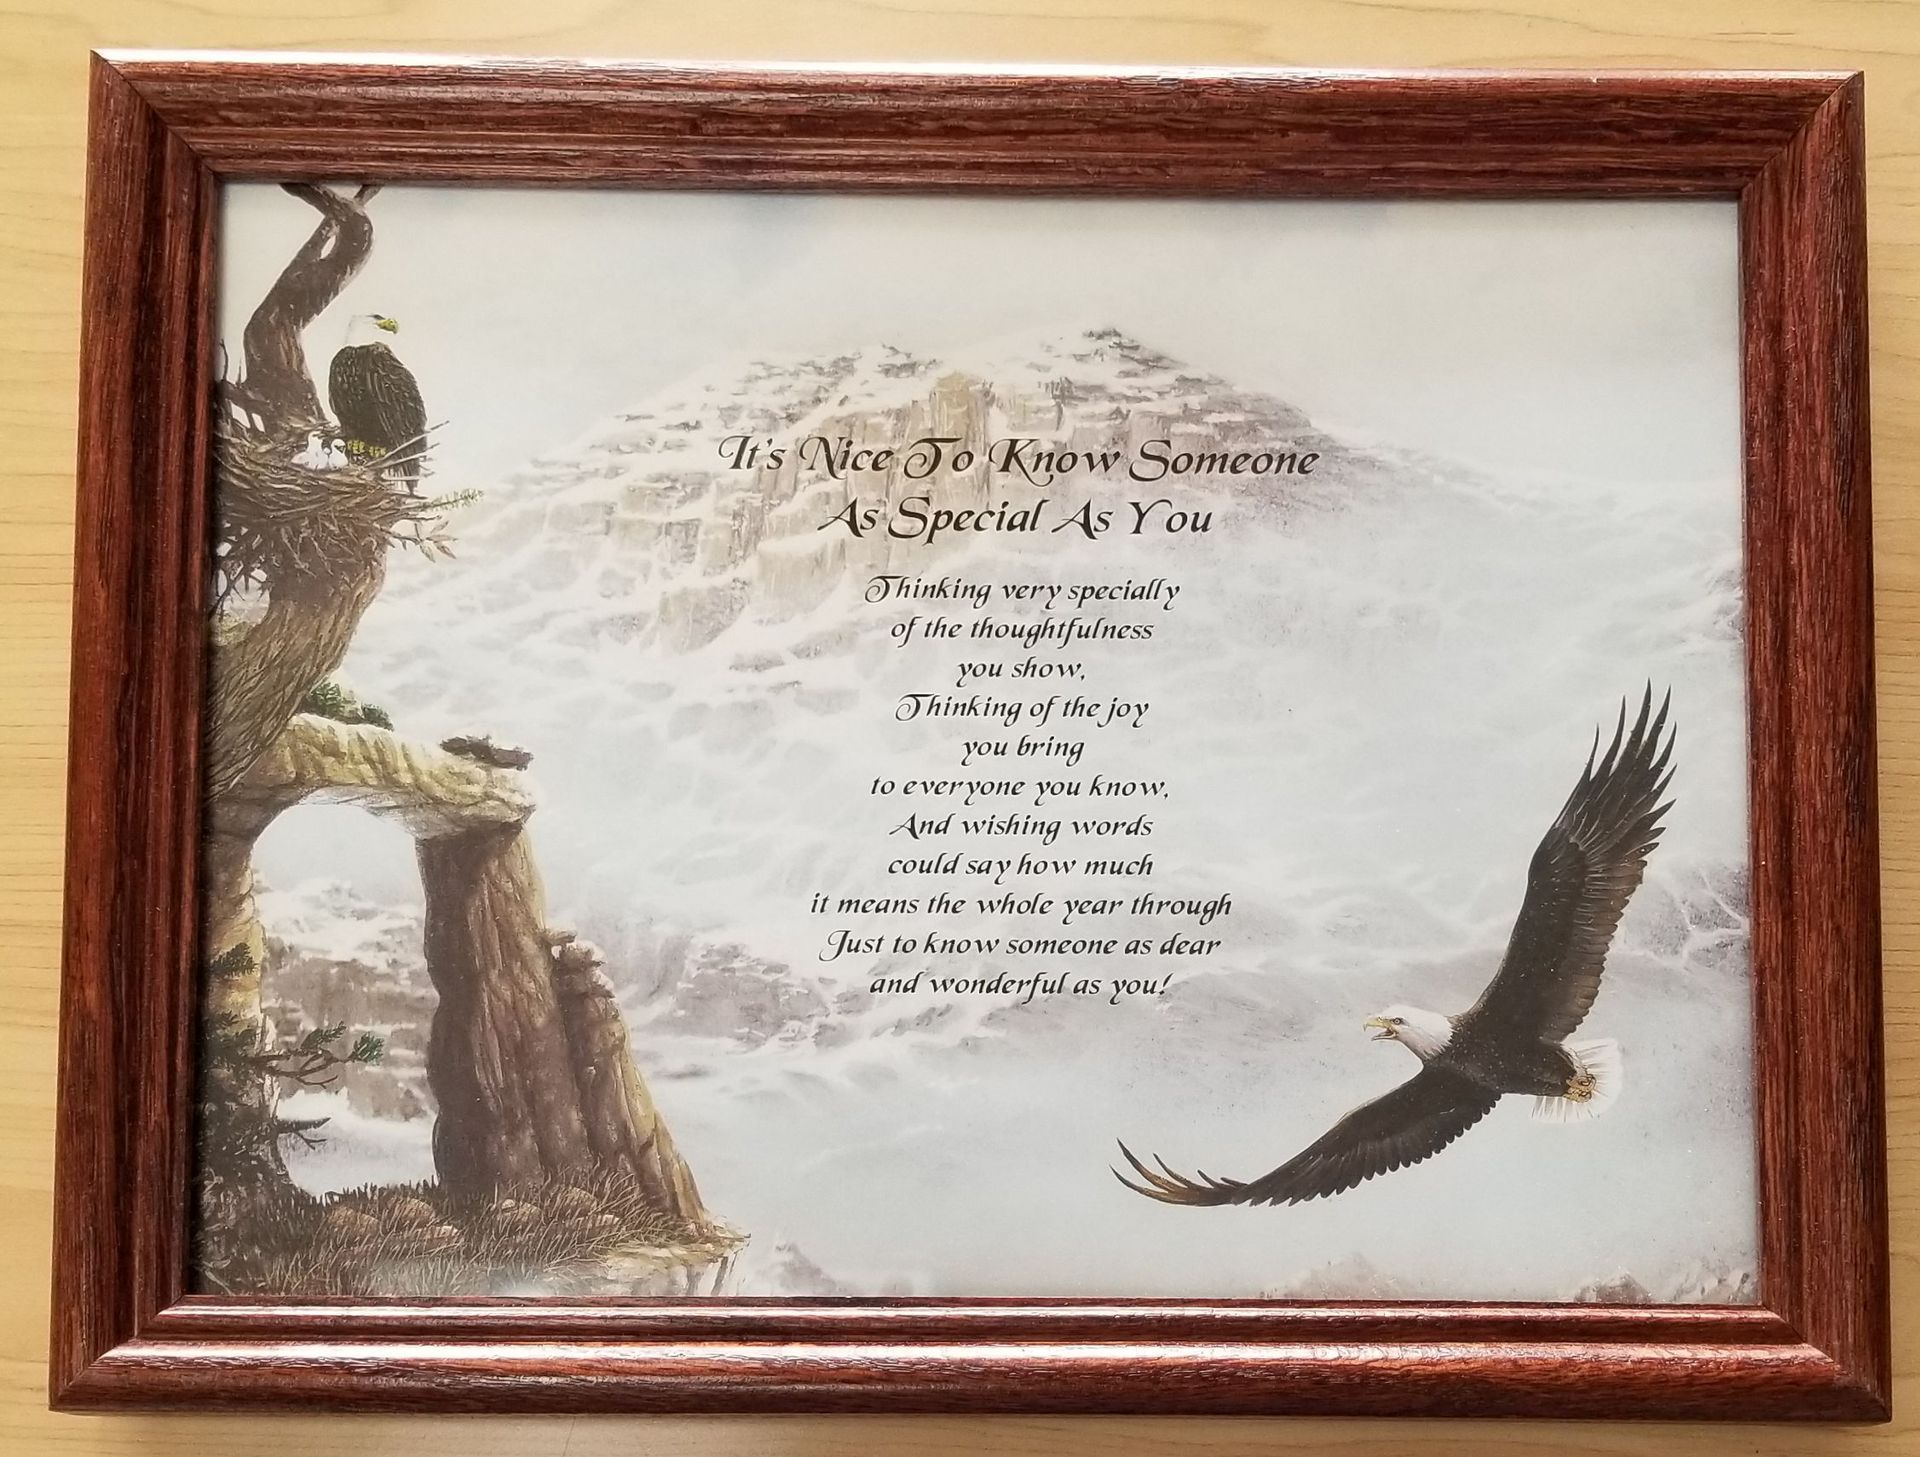 It's Nice To Know Someone
As Special As You
Thinking very specially
of the thoughtfulness
you show,
Thinking of the joy
you bring
to everyone you know,
And wishing words
could say how much
it means the whole year through
Just to know someone as dear
and wonderful as you!